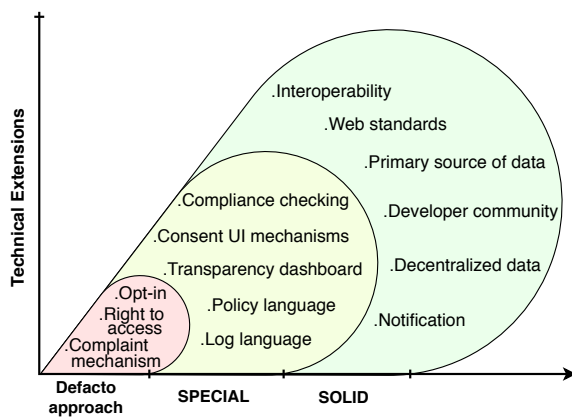 Technical Extensions
.Interoperability
.Web standards
.Primary source of data
.Developer community
.Decentralized data
.Notification
.Compliance checking
.Consent UI mechanisms
.Transparency dashboard
.Policy language
.Log language
.Opt-in
.Right to
access
.Complaint
mechanism
Defacto
approach
SPECIAL
SOLID